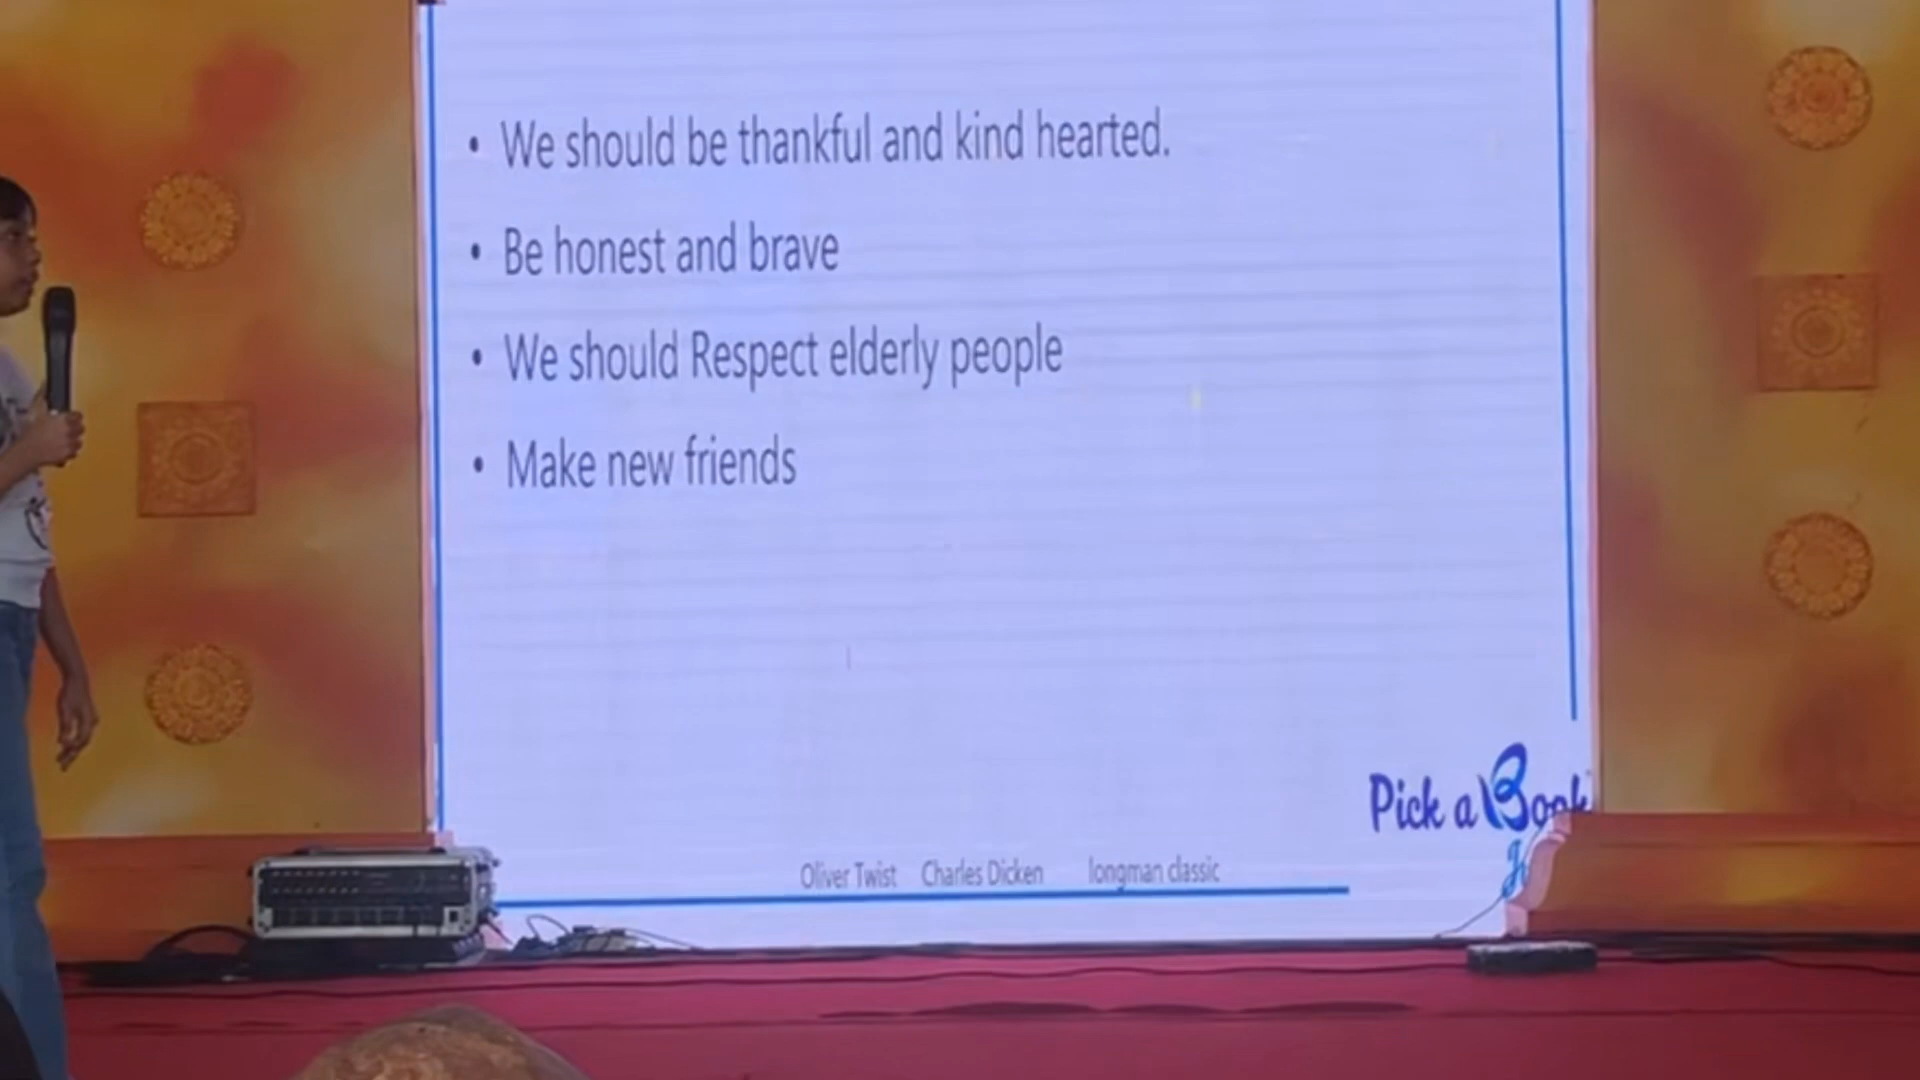 • We should be thankful and kind hearted.
• Be honest and brave
• We should Respect elderly people
• Make new friends
Pick a Book
Oliver Twist Charles Dicken longman classic